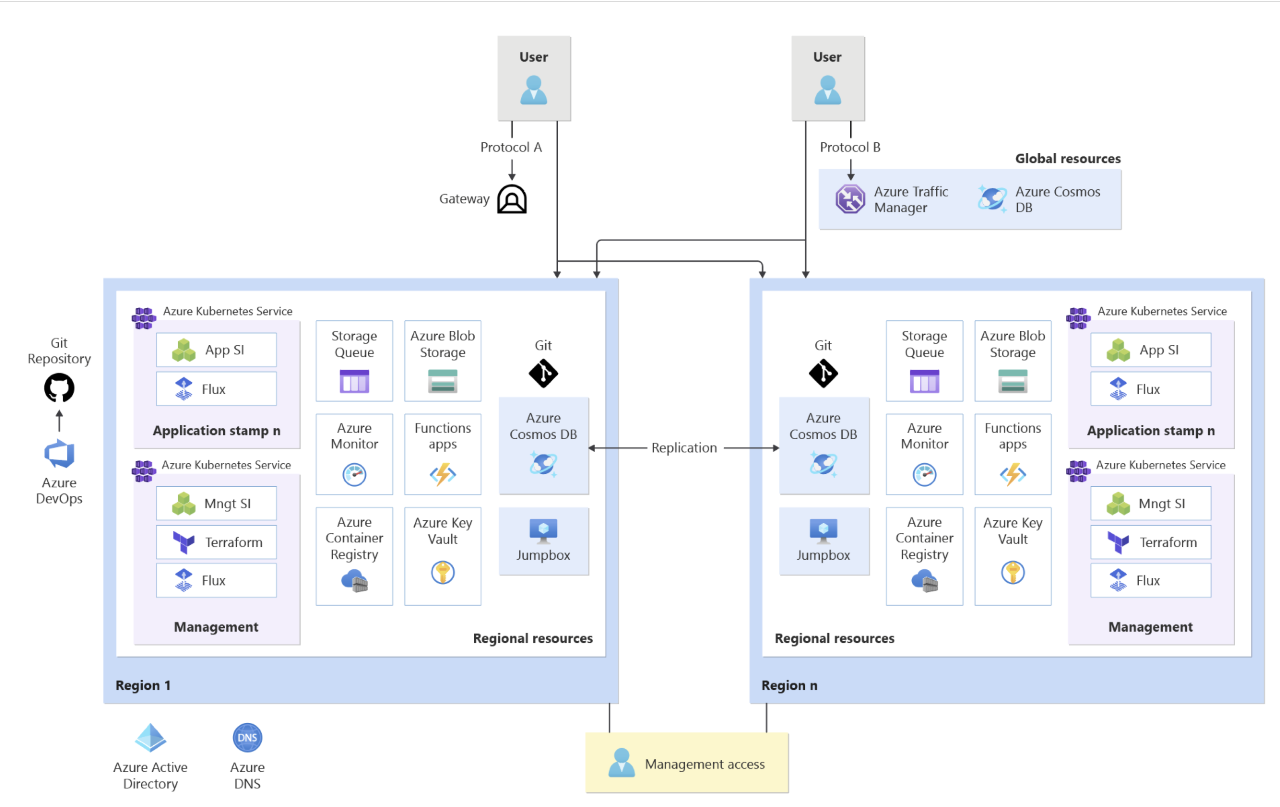 User
User
Protocol A
Protocol B
Global resources
Gateway
Azure Traffic
Manager
Azure Cosmos
DB
Azure Kubernetes Service
App SI
Flux
Application stamp n
Azure Kubernetes Service
Mngt SI
Terraform
Flux
Management
Storage
Queue
Azure Blob
Storage
Azure
Monitor
Functions
apps
Azure
Container
Registry
Azure Key
Vault
Git
Azure
Cosmos DB
Jumpbox
Regional resources
Region 1
Git
Repository
Azure
DevOps
Replication
Git
Azure
Cosmos DB
Jumpbox
Storage
Queue
Azure Blob
Storage
Azure
Monitor
Functions
apps
Azure
Container
Registry
Azure Key
Vault
Azure Kubernetes Service
App SI
Flux
Application stamp n
Azure Kubernetes Service
Mngt SI
Terraform
Flux
Management
Regional resources
Region n
Azure Active
Directory
DNS
Azure
DNS
Management access